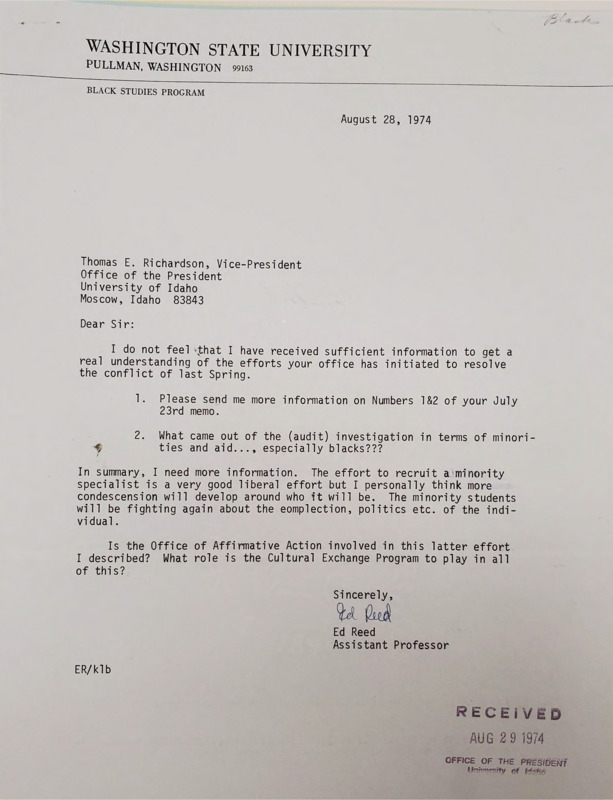 Black
WASHINGTON STATE UNIVERSITY
PULLMAN, WASHINGTON 99163
BLACK STUDIES PROGRAM
August 28, 1974
Thomas E. Richardson, Vice-President
Office of the President
University of Idaho
Moscow, Idaho 83843
Dear Sir:
I do not feel that I have received sufficient information to get a
real understanding of the efforts your office has initiated to resolve
the conflict of last Spring.
1. Please send me more information on Numbers 1&2 of your July
23rd memo.
2. What came out of the (audit) investigation in terms of minori-
ties and aid..., especially blacks???
In summary, I need more information. The effort to recruit a minority
specialist is a very good liberal effort but I personally think more
condescension will develop around who it will be. The minority students
will be fighting again about the eomplection, politics etc. of the indi-
vidual.
Is the Office of Affirmative Action involved in this latter effort
I described? What role is the Cultural Exchange Program to play in all
of this?
Sincerely,
Ed Reed
Ed Reed
Assistant Professor
ER/klb
RECEIVED
AUG 29 1974
OFFICE OF THE PRESIDENT
University of Idaho